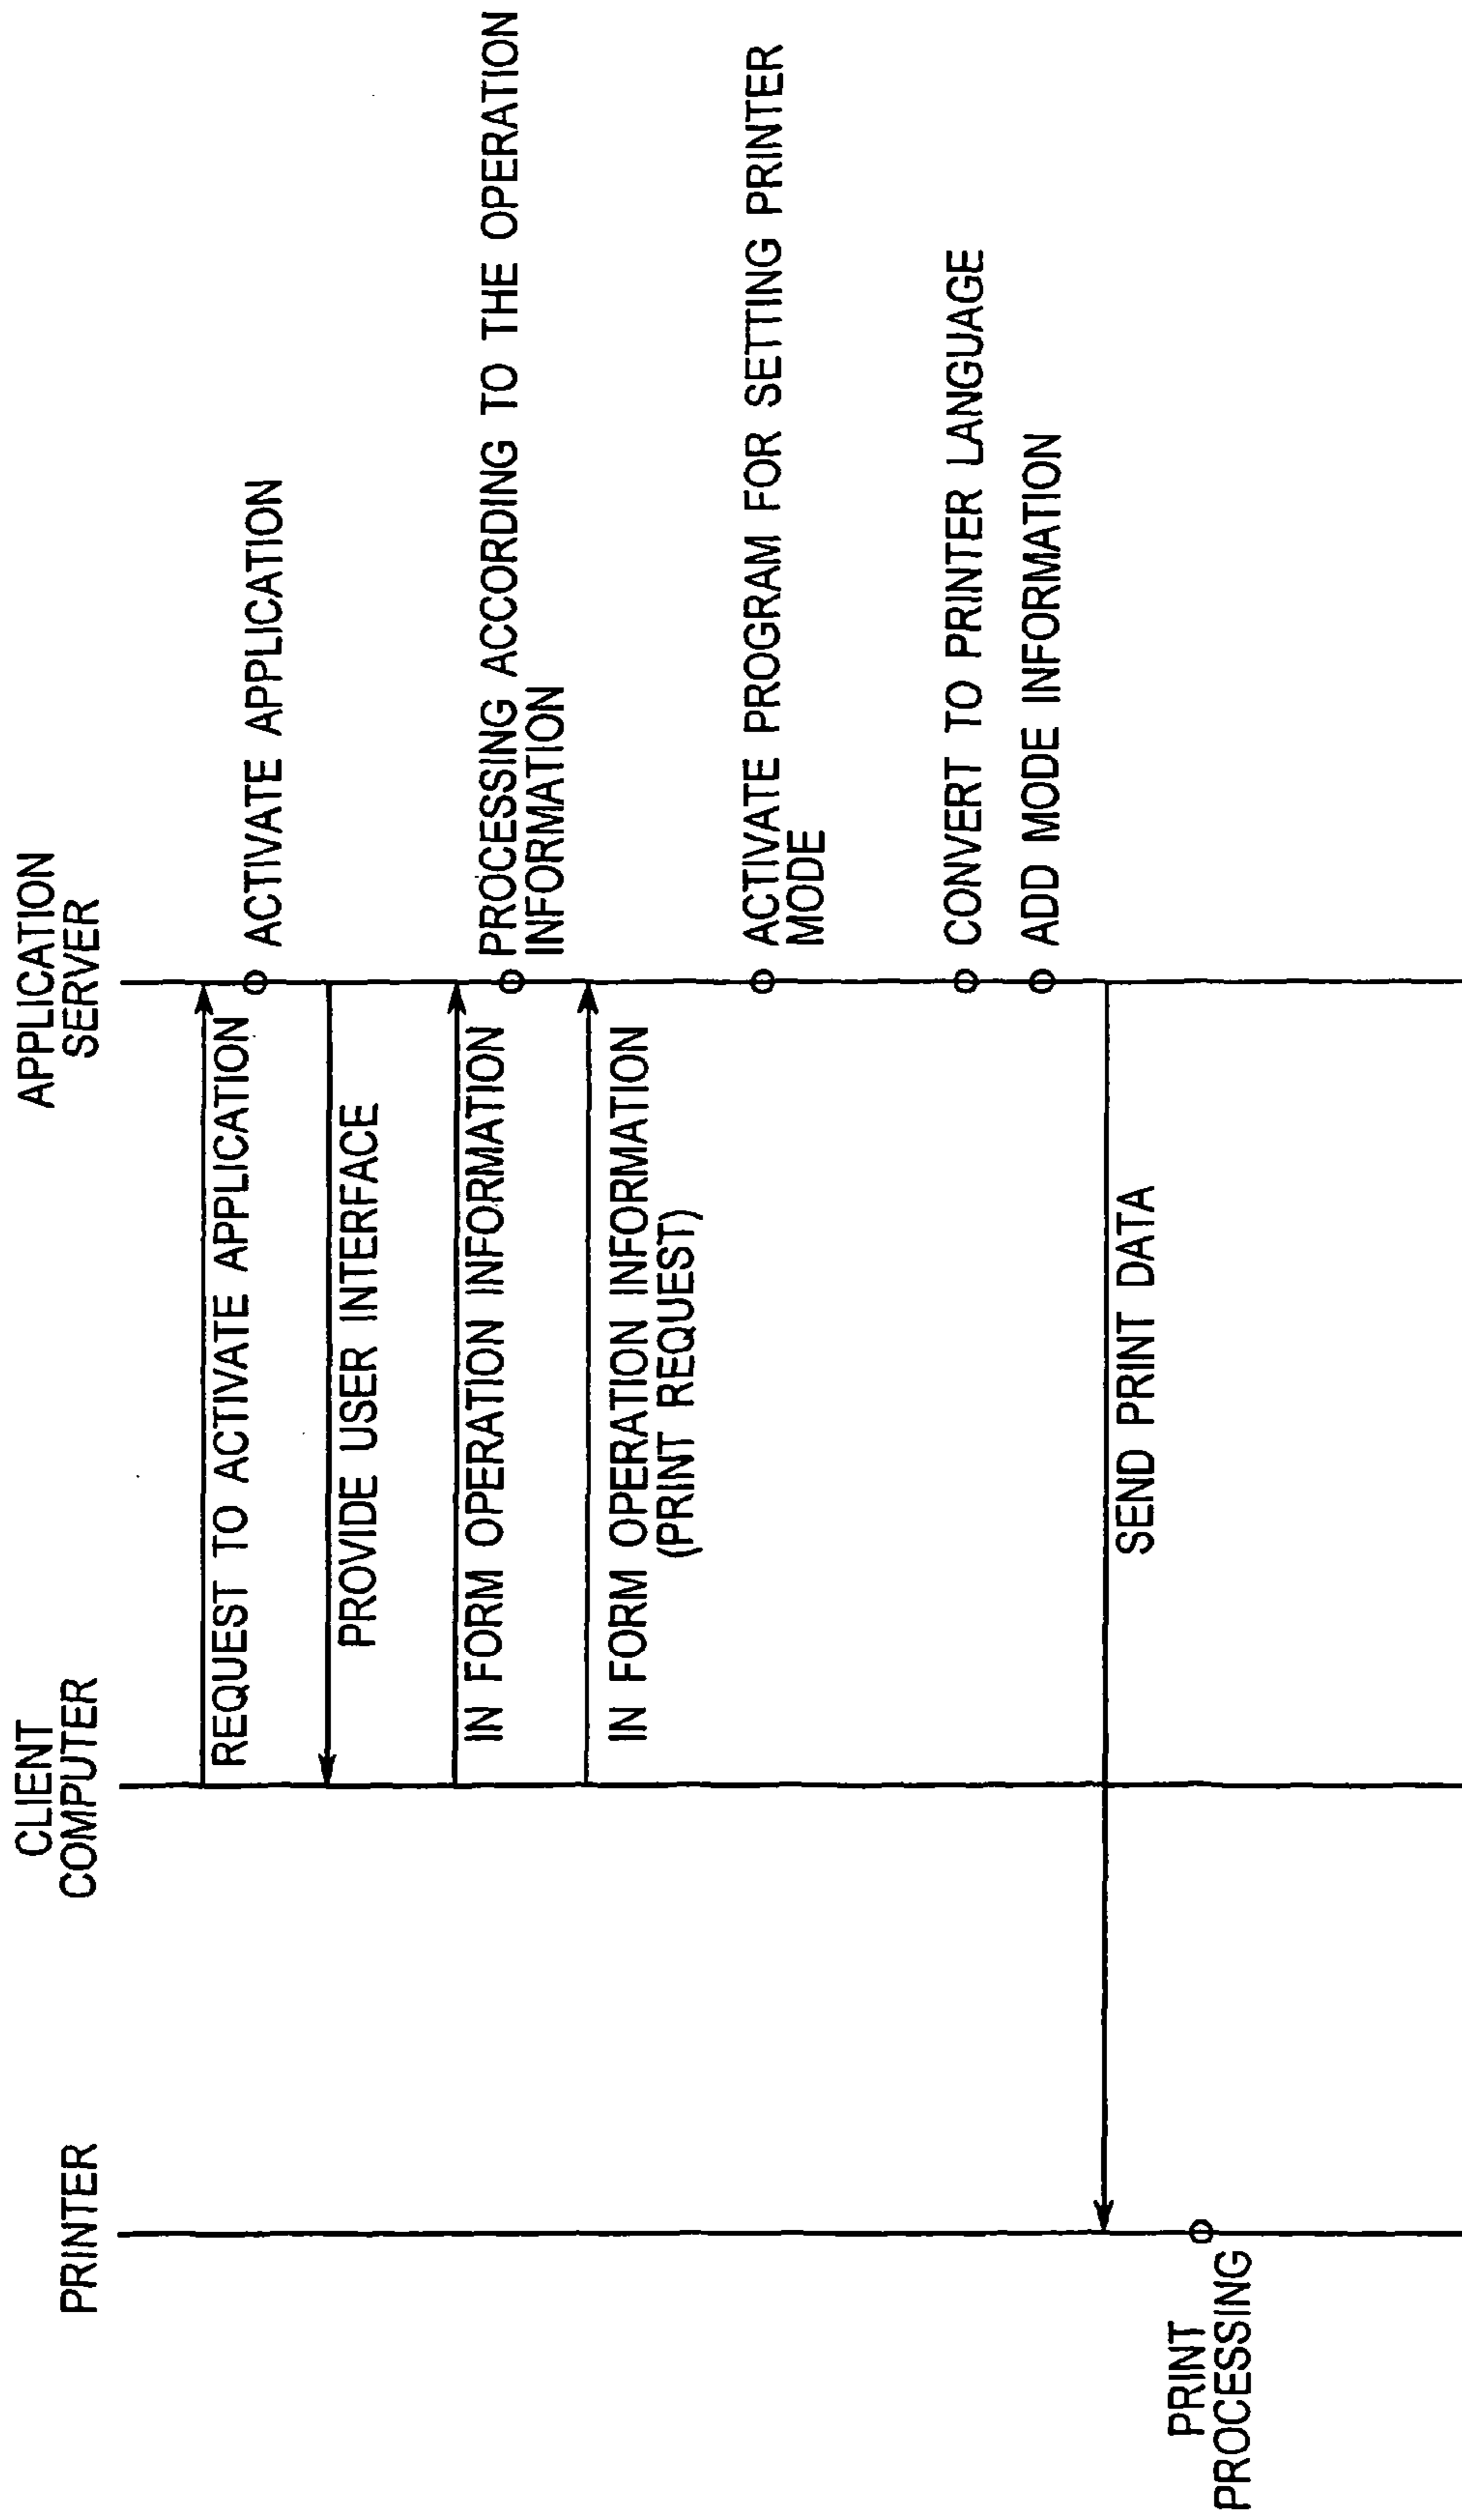 PRINTER
CLIENT
COMPUTER
APPLICATION
SERVER
REQUEST TO ACTIVATE APPLICATION
ACTIVATE APPLICATION
PROVIDE USER INTERFACE
IN FORM OPERATION INFORMATION
PROCESSING ACCORDING TO THE OPERATION
INFORMATION
IN FORM OPERATION INFORMATION
(PRINT REQUEST)
ACTIVATE PROGRAM FOR SETTING PRINTER
MODE
CONVERT TO PRINTER LANGUAGE
ADD MODE INFORMATION
SEND PRINT DATA
PRINT
PROCESSING